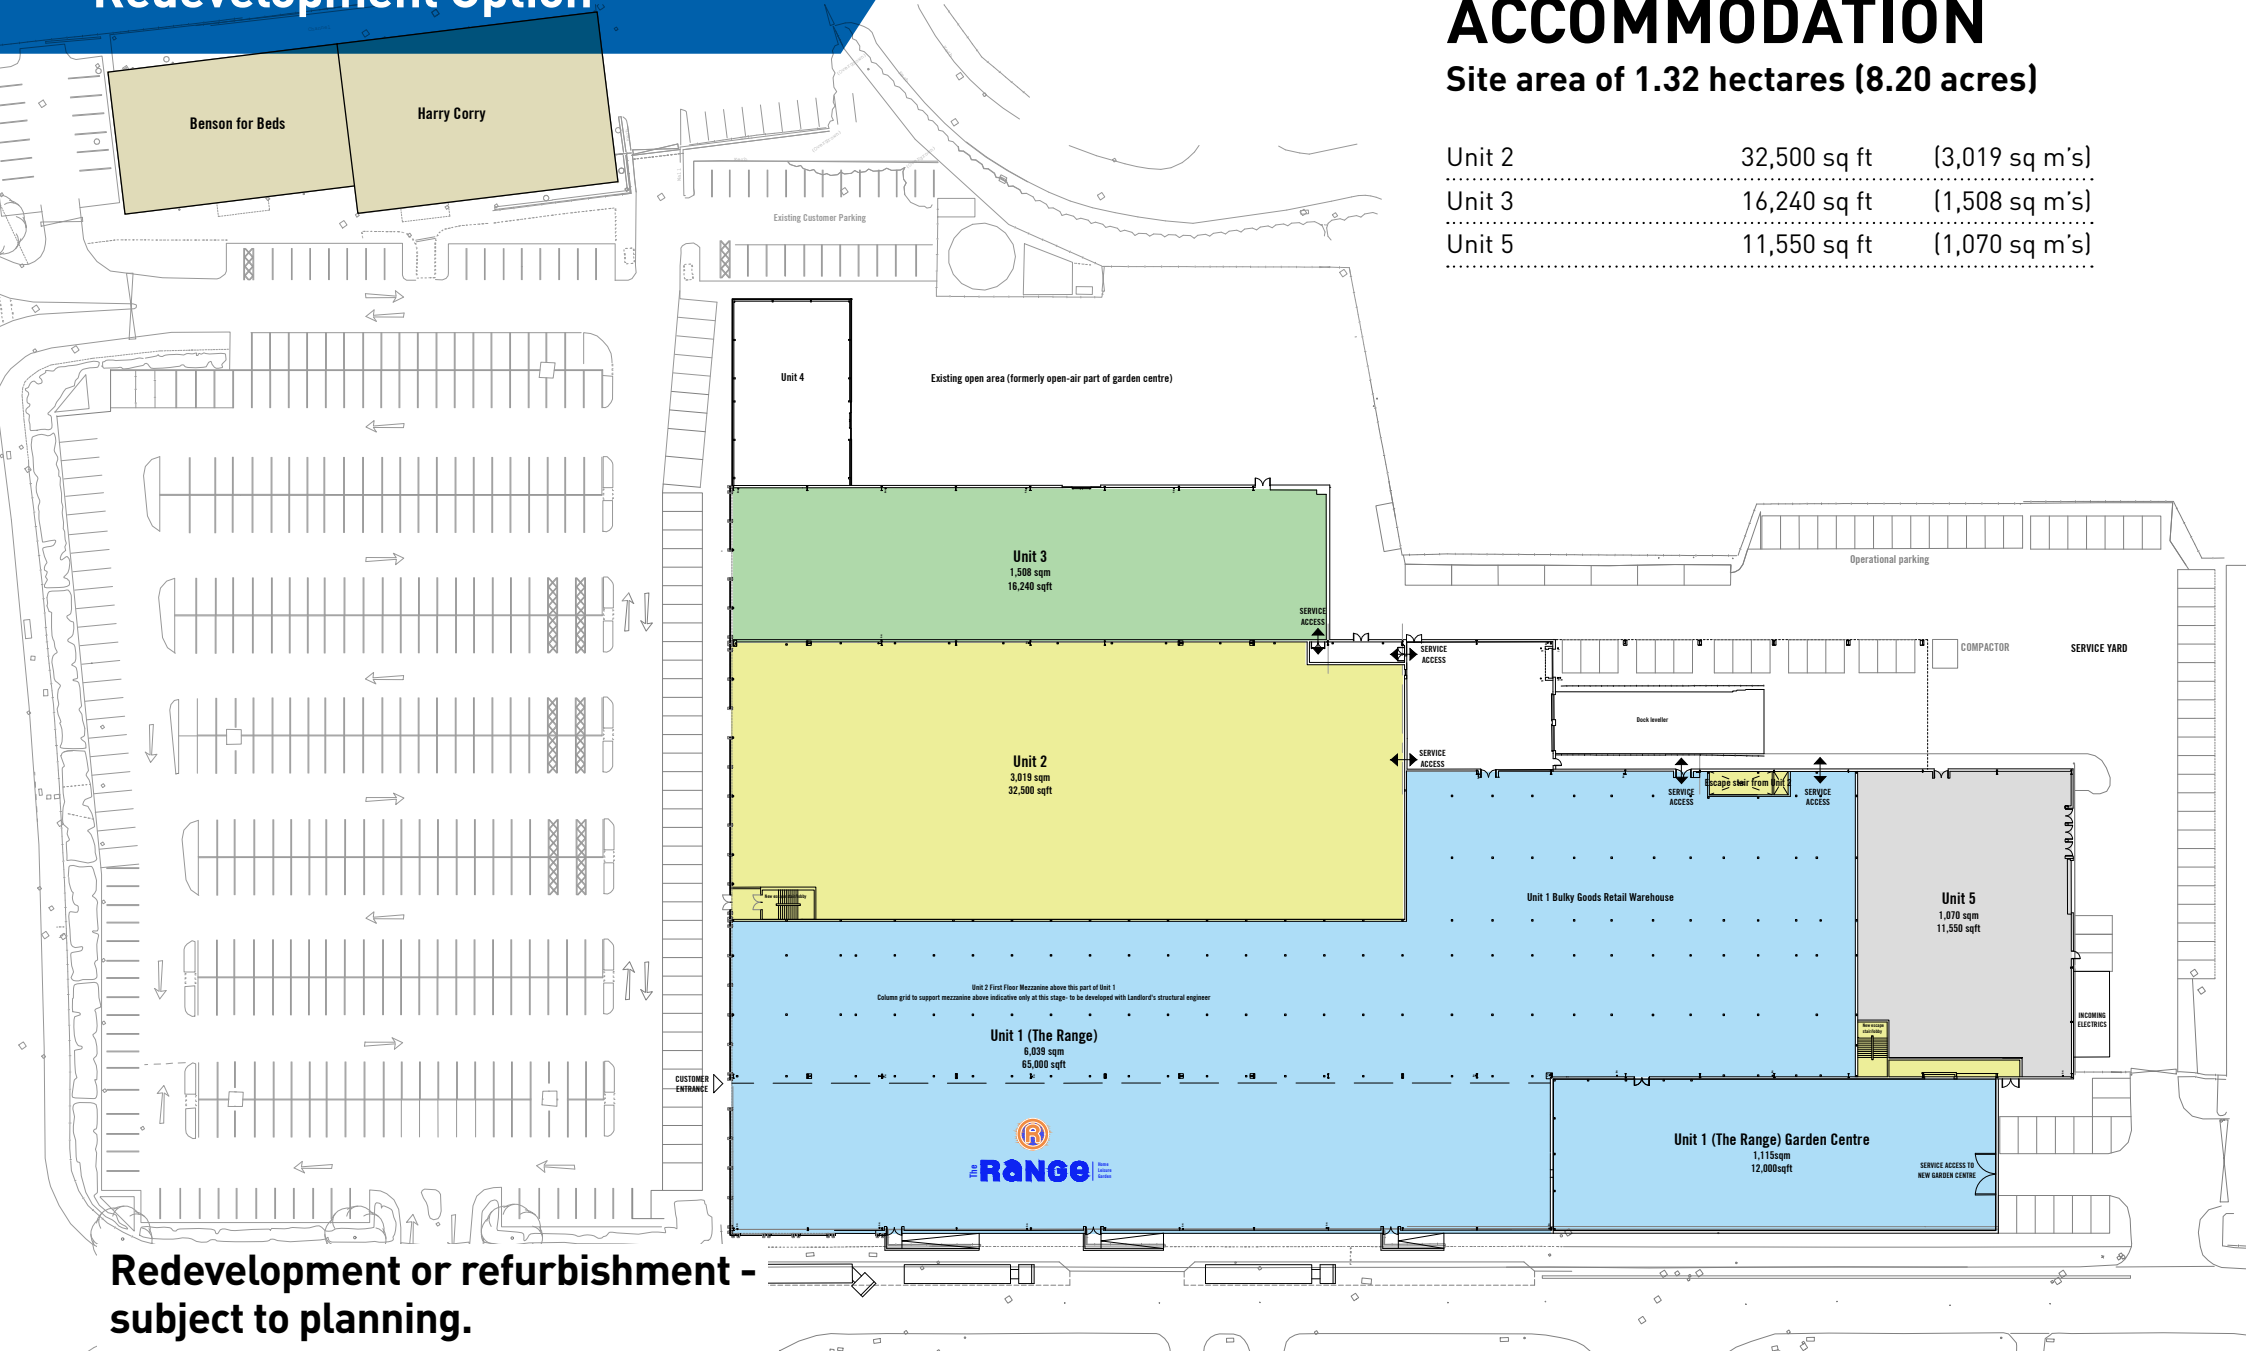 Redevelopment Option
ACCOMMODATION
Site area of 1.32 hectares (8.20 acres)
Unit 2 32,500 sq ft (3,019 sq m's)
Unit 3 16,240 sq ft (1,508 sq m's)
Unit 5 11,550 sq ft (1,070 sq m's)
Benson for Beds
Harry Corry
Existing Customer Parking
Unit 4
Existing open area (formerly open-air part of garden centre)
Unit 3
1,508 sqm
16,240 sqft
SERVICE
ACCESS
Operational parking
SERVICE
ACCESS
COMPACTOR
SERVICE YARD
Dock leveller
Unit 2
3,019 sqm
32,500 sqft
SERVICE
ACCESS
Escape stair from Unit
SERVICE
ACCESS
SERVICE
ACCESS
Unit 1 Bulky Goods Retail Warehouse
Unit 5
1,070 sqm
11,550 sqft
Unit 2 First Floor Mezzanine above this part of Unit 1
Column grid to support mezzanine above indicative only at this stage- to be developed with Landlord's structural engineer
Unit 1 (The Range)
6,039 sqm
65,000 sqft
New escape
stair/lobby
INCOMING
ELECTRICS
CUSTOMER
ENTRANCE
R
The RANGE Home
Leisure
Garden
Unit 1 (The Range) Garden Centre
1,115sqm
12,000sqft
SERVICE ACCESS TO
NEW GARDEN CENTRE
Redevelopment or refurbishment -
subject to planning.